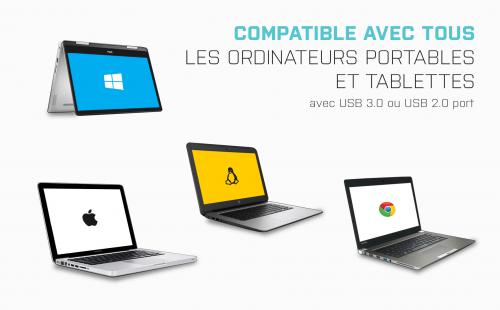 COMPATIBLE AVEC TOUS
LES ORDINATEURS PORTABLES
ET TABLETTES
avec USB 3.0 ou USB 2.0 port